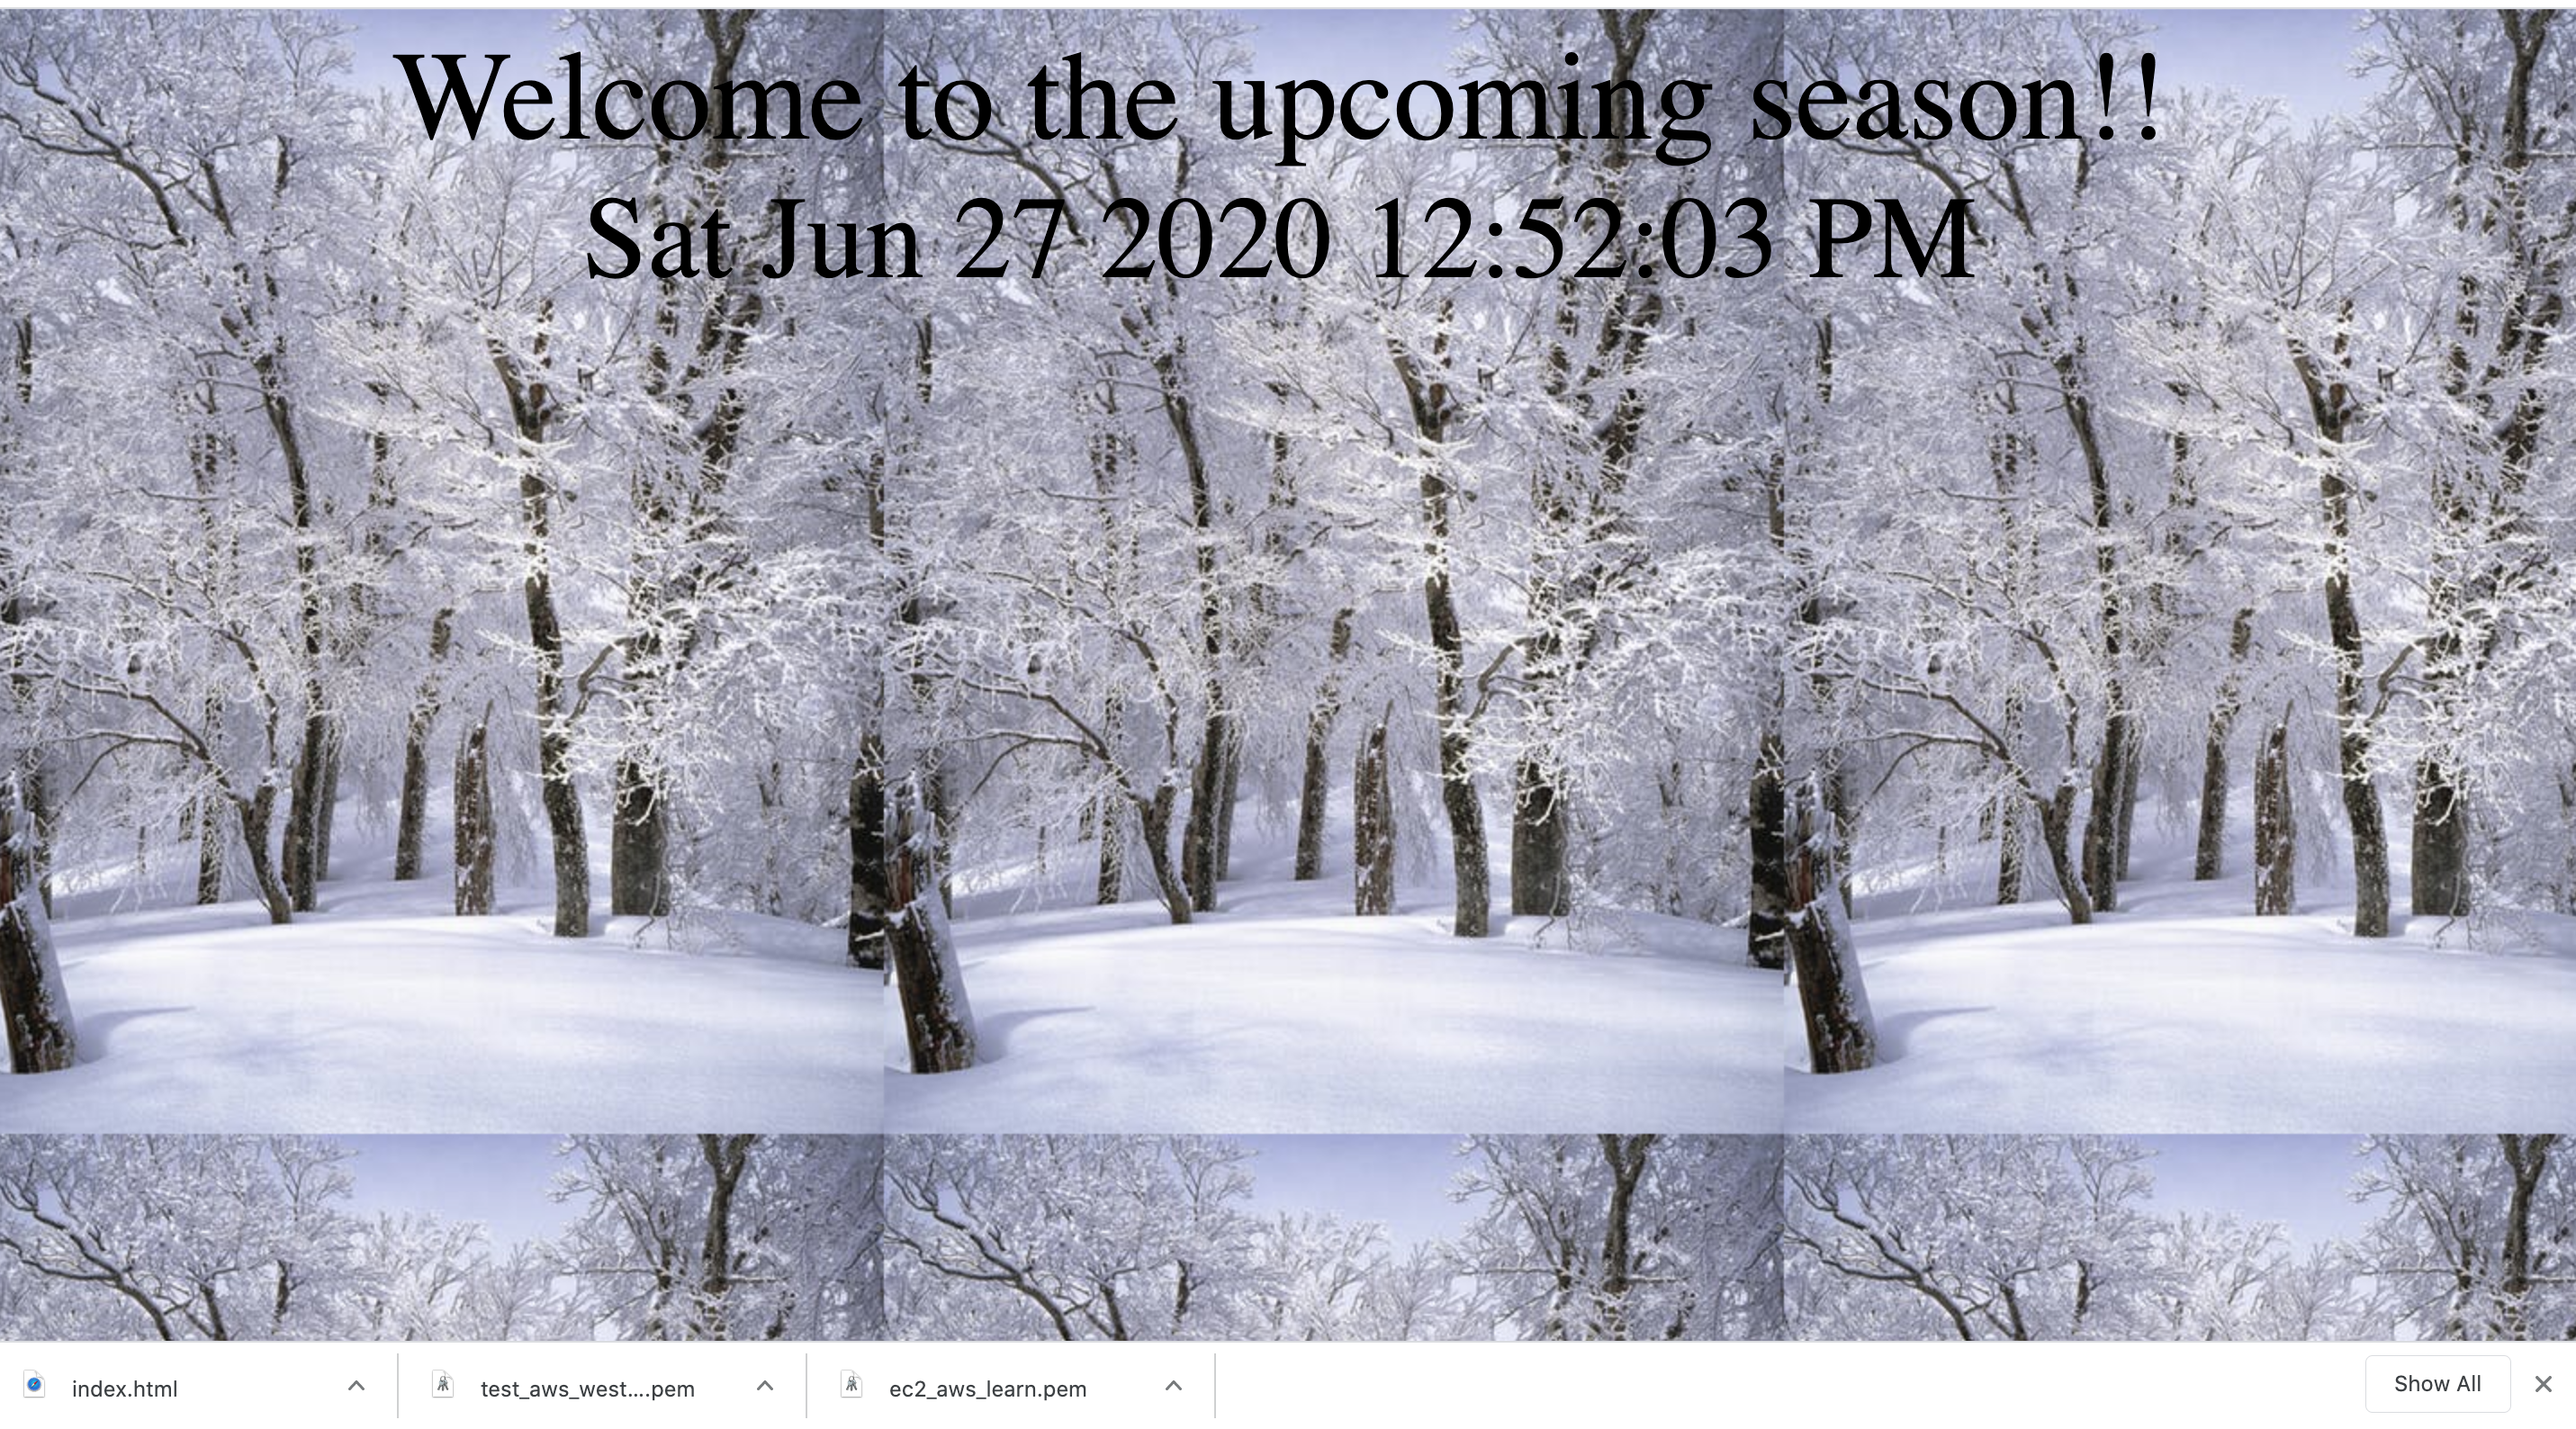 Welcome to the upcoming season!!
Sat Jun 27 2020 12:52:03 PM
index.html
test_aws_west....pem
ec2_aws_learn.pem
Show All